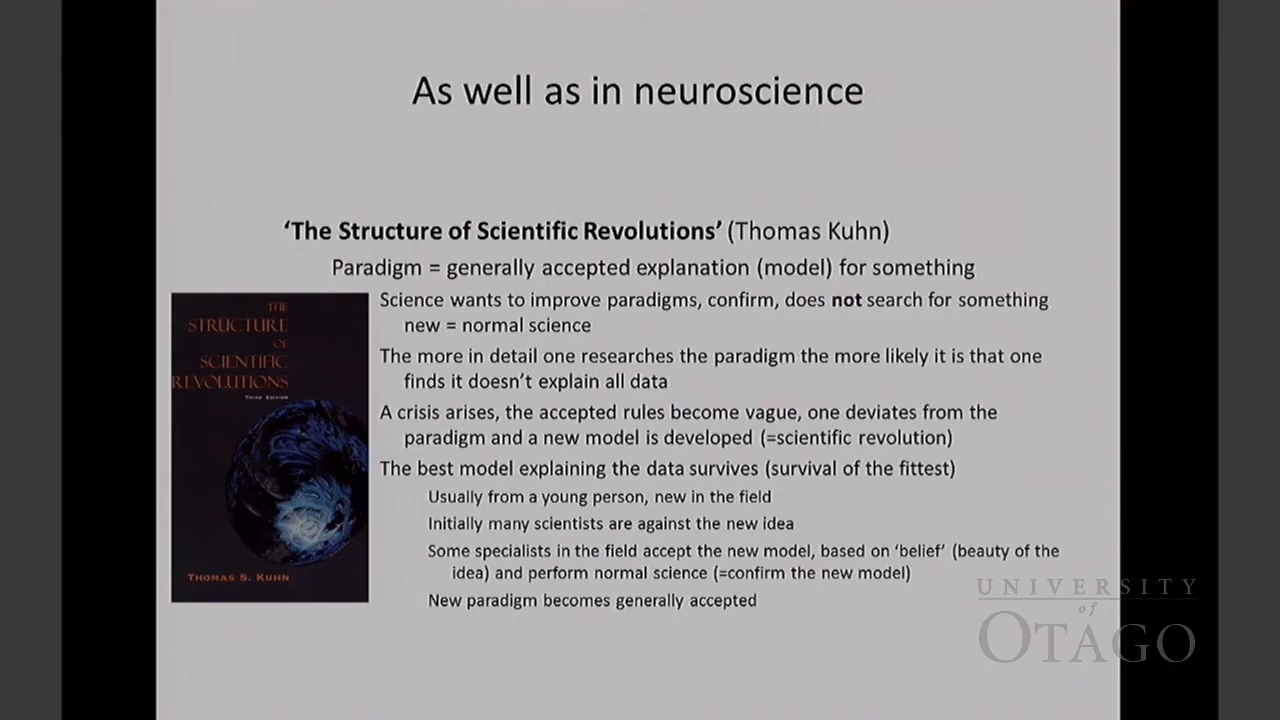 As well as in neuroscience
‘The Structure of Scientific Revolutions’ (Thomas Kuhn)
Paradigm = generally accepted explanation (model) for something
Science wants to improve paradigms, confirm, does not search for something
new = normal science
The more in detail one researches the paradigm the more likely it is that one
finds it doesn’t explain all data
A crisis arises, the accepted rules become vague, one deviates from the
paradigm and a new model is developed (=scientific revolution)
The best model explaining the data survives (survival of the fittest)
Usually from a young person, new in the field
Initially many scientists are against the new idea
Some specialists in the field accept the new model, based on ‘belief’ (beauty of the
idea) and perform normal science (=confirm the new model)
New paradigm becomes generally accepted
THE
STRUCTURE
OF
SCIENTIFIC
REVOLUTIONS
THIRD EDITION
THOMAS S. KUHN
UNIVERSITY
of
OTAGO